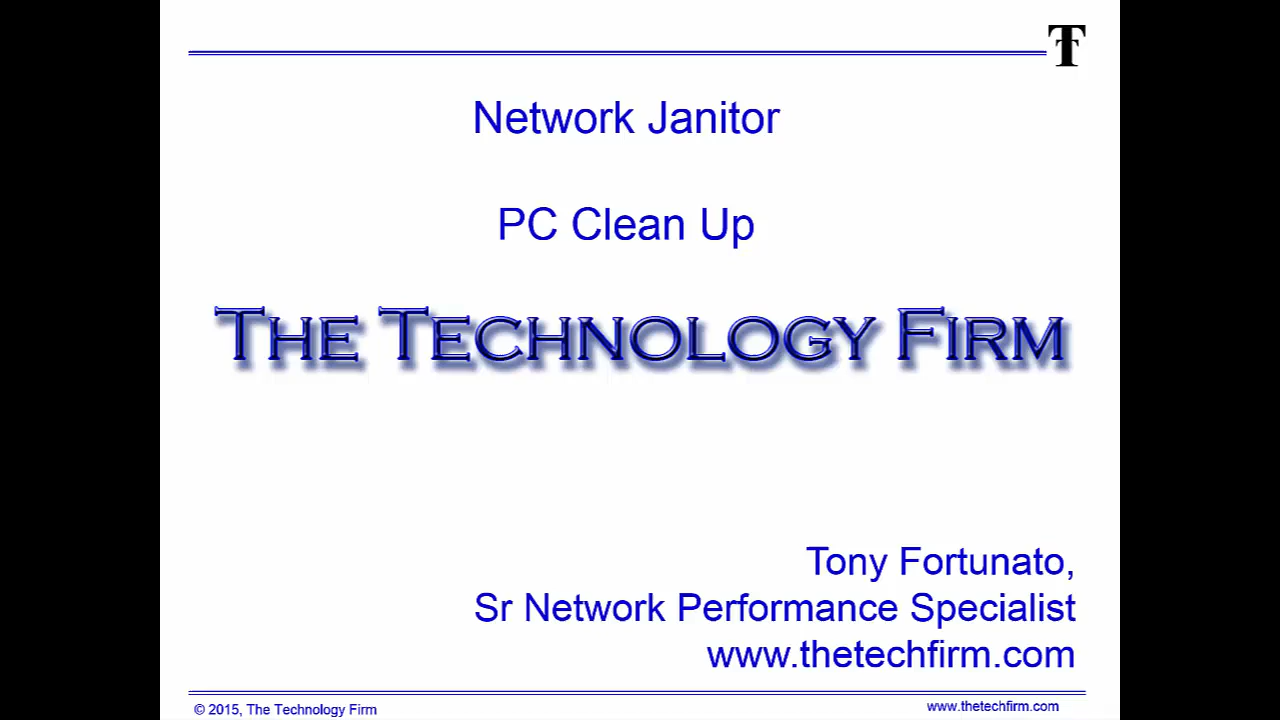 TF
Network Janitor
PC Clean Up
THE TECHNOLOGY FIRM
Tony Fortunato,
Sr Network Performance Specialist
www.thetechfirm.com
© 2015, The Technology Firm
www.thetechfirm.com